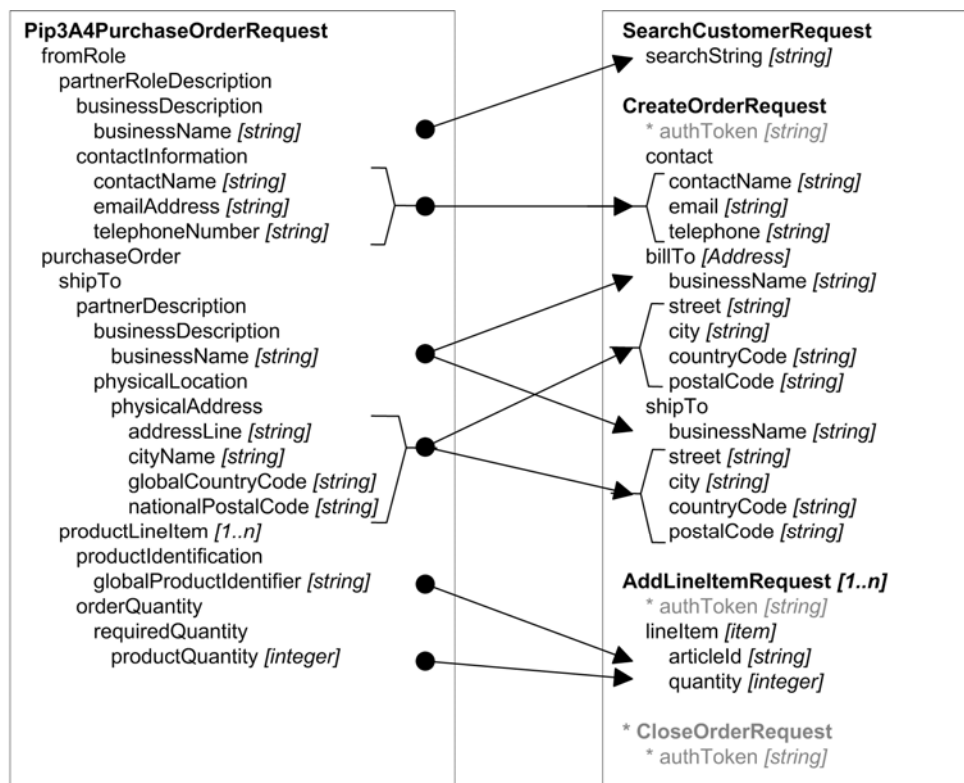 Pip3A4PurchaseOrderRequest
fromRole
partnerRoleDescription
businessDescription
businessName [string]
contactInformation
contactName [string]
emailAddress [string]
telephoneNumber [string]
purchaseOrder
shipTo
partnerDescription
businessDescription
businessName [string]
physicalLocation
physicalAddress
addressLine [string]
cityName [string]
globalCountryCode [string]
nationalPostalCode [string]
productLineItem [1..n]
productIdentification
globalProductIdentifier [string]
orderQuantity
requiredQuantity
productQuantity [integer]
SearchCustomerRequest
searchString [string]
CreateOrderRequest
* authToken [string]
contact
contactName [string]
email [string]
telephone [string]
billTo [Address]
businessName [string]
street [string]
city [string]
countryCode [string]
postalCode [string]
shipTo
businessName [string]
street [string]
city [string]
countryCode [string]
postalCode [string]
AddLineItemRequest [1..n]
* authToken [string]
lineItem [item]
articleId [string]
quantity [integer]
* CloseOrderRequest
* authToken [string]